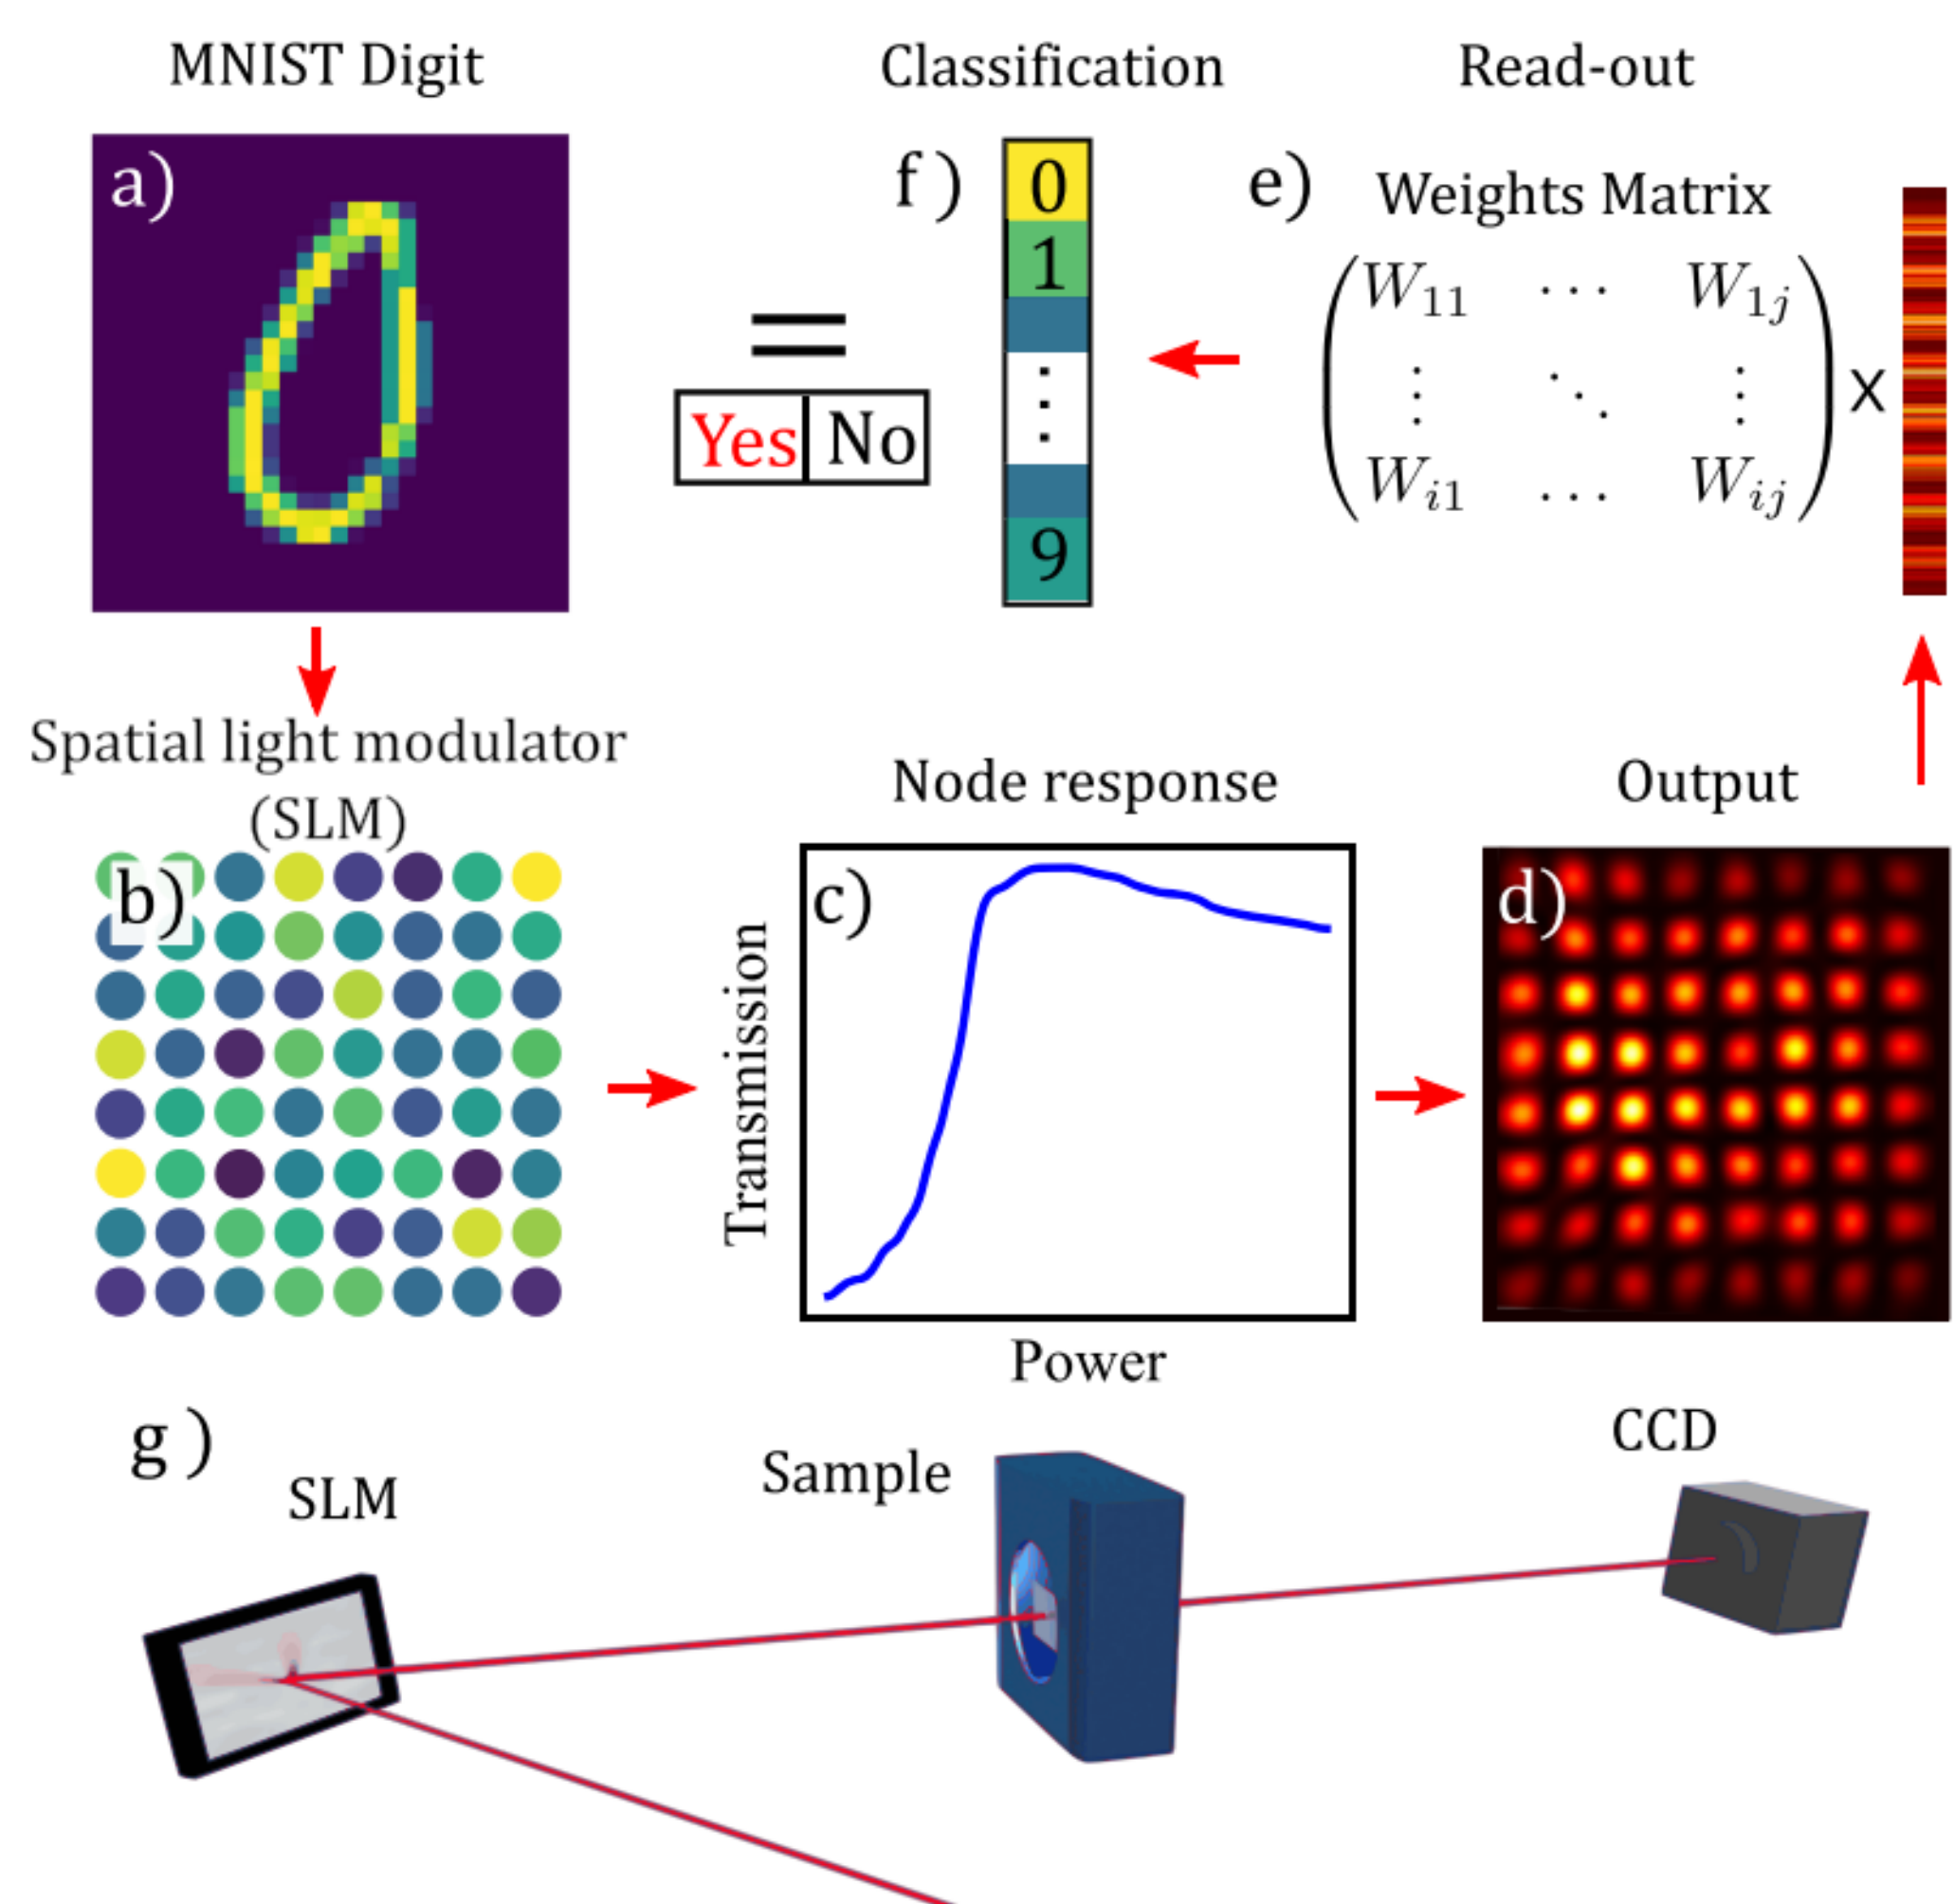 MNIST Digit
Classification
Read-out
a)
f )
0
1
⋮
9
e)
Weights Matrix
W11 ⋯ W1j
⋮ ⋱ ⋮
Wi1 ... Wij
X
=
Yes No
Spatial light modulator
(SLM)
b)
Node response
c)
Transmission
Power
Output
d)
g )
SLM
Sample
CCD